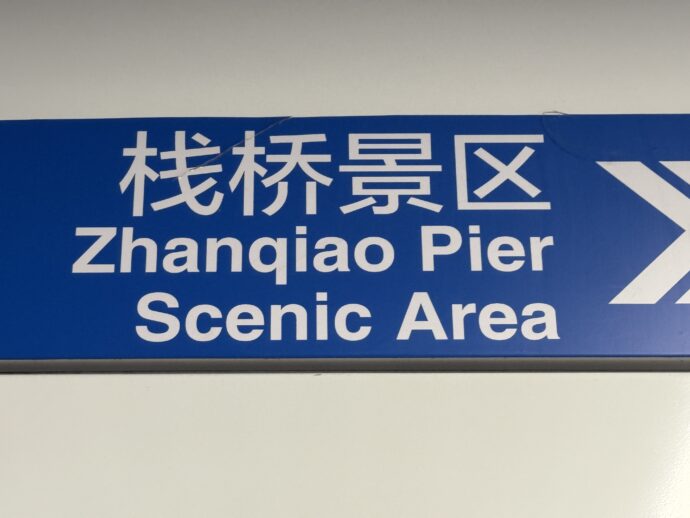 栈桥景区
Zhanqiao Pier
Scenic Area